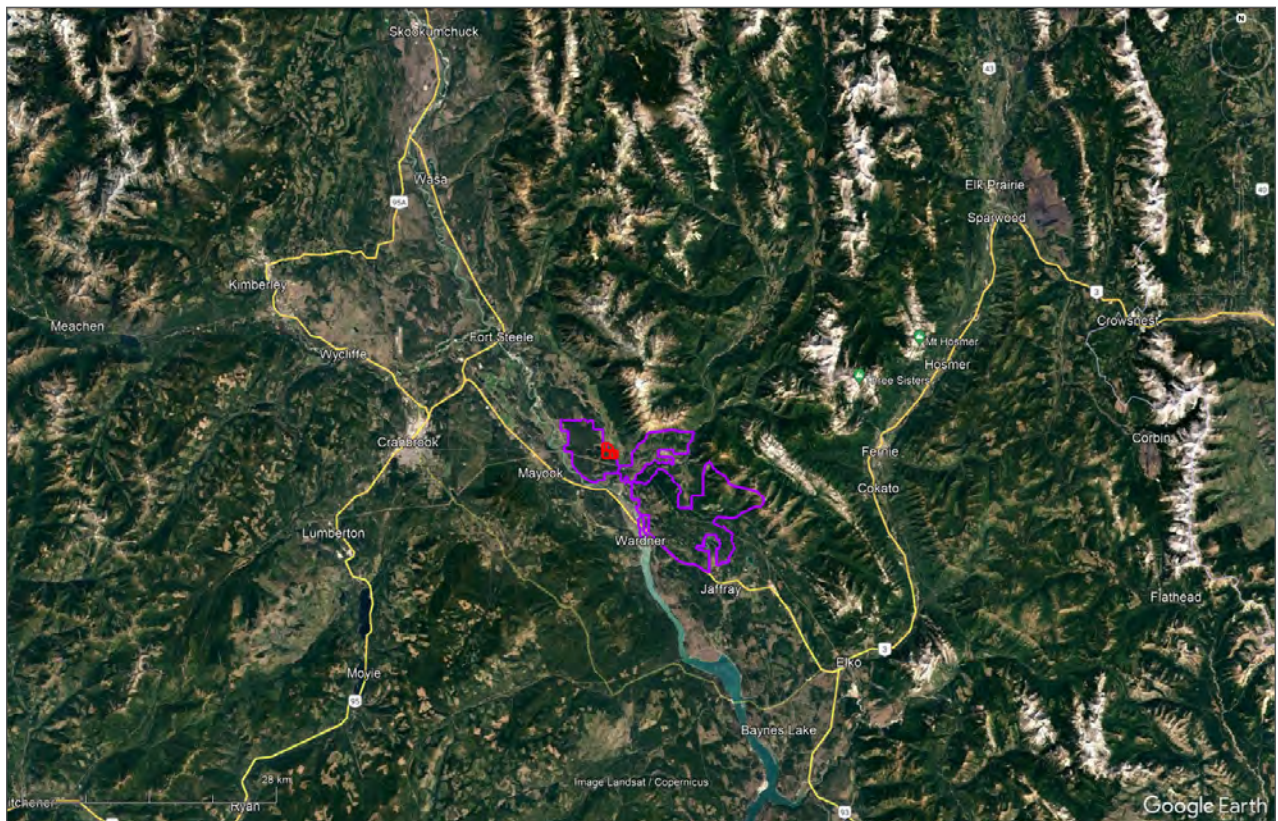 N
Skookumchuck
43
Wasa
95A
Elk Prairie
40
Sparwood
Kimberley
3
Crowsnest
Meachen
Fort Steele
Mt Hosmer
Wycliffe
Hosmer
Three Sisters
Cranbrook
Corbin
Mayook
Fernie
Cokato
Lumberton
Wardner
Jaffray
Flathead
3
Elko
Moyie
95
Baynes Lake
28 km
Image Landsat / Copernicus
Ryan
93
Google Earth